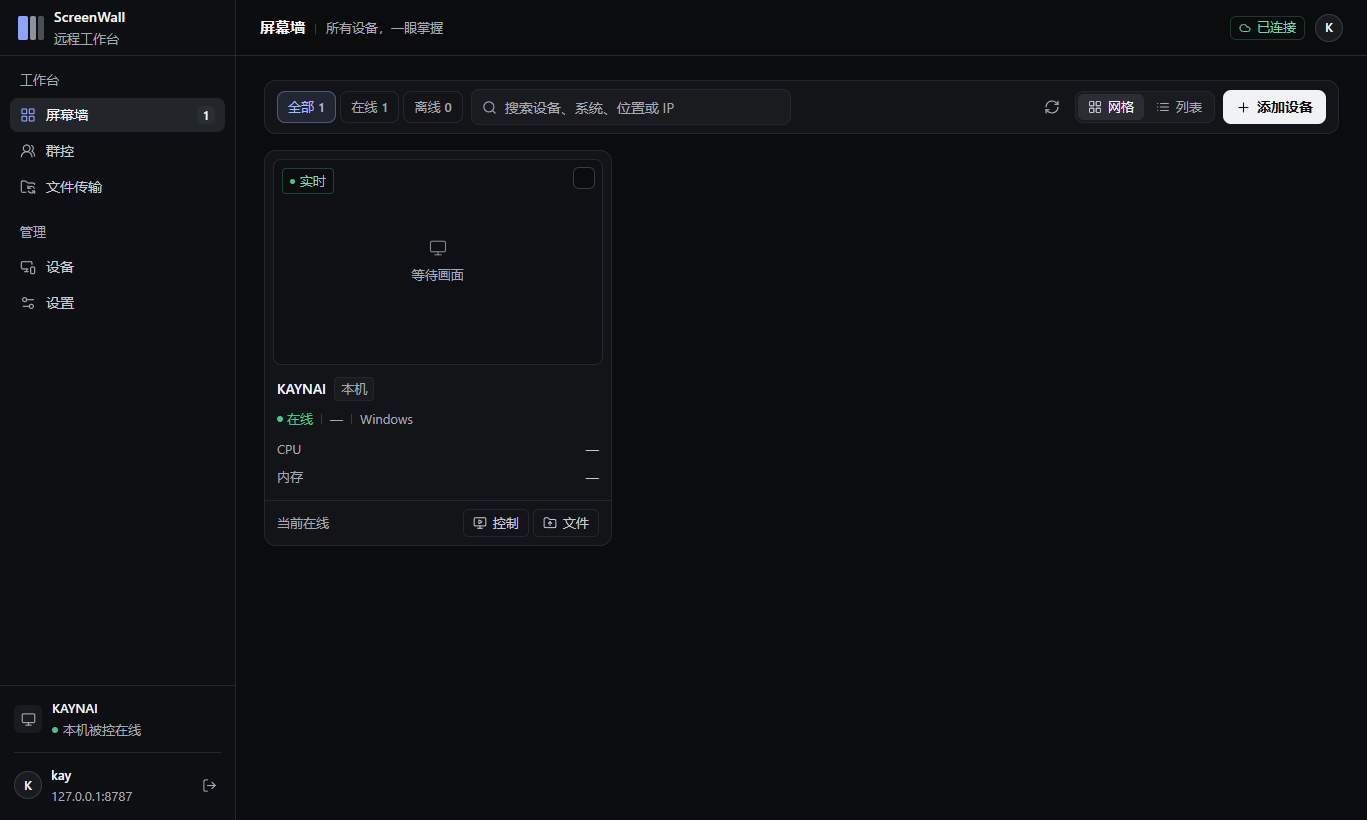 ScreenWall
远程工作台
屏幕墙 所有设备，一眼掌握
已连接 K
工作台
屏幕墙 1
群控
文件传输
管理
设备
设置
全部 1 在线 1 离线 0 搜索设备、系统、位置或 IP 网格 列表 添加设备
实时
等待画面
KAYNAI 本机
在线 — Windows
CPU —
内存 —
当前在线 控制 文件
KAYNAI
本机被控在线
K kay
127.0.0.1:8787